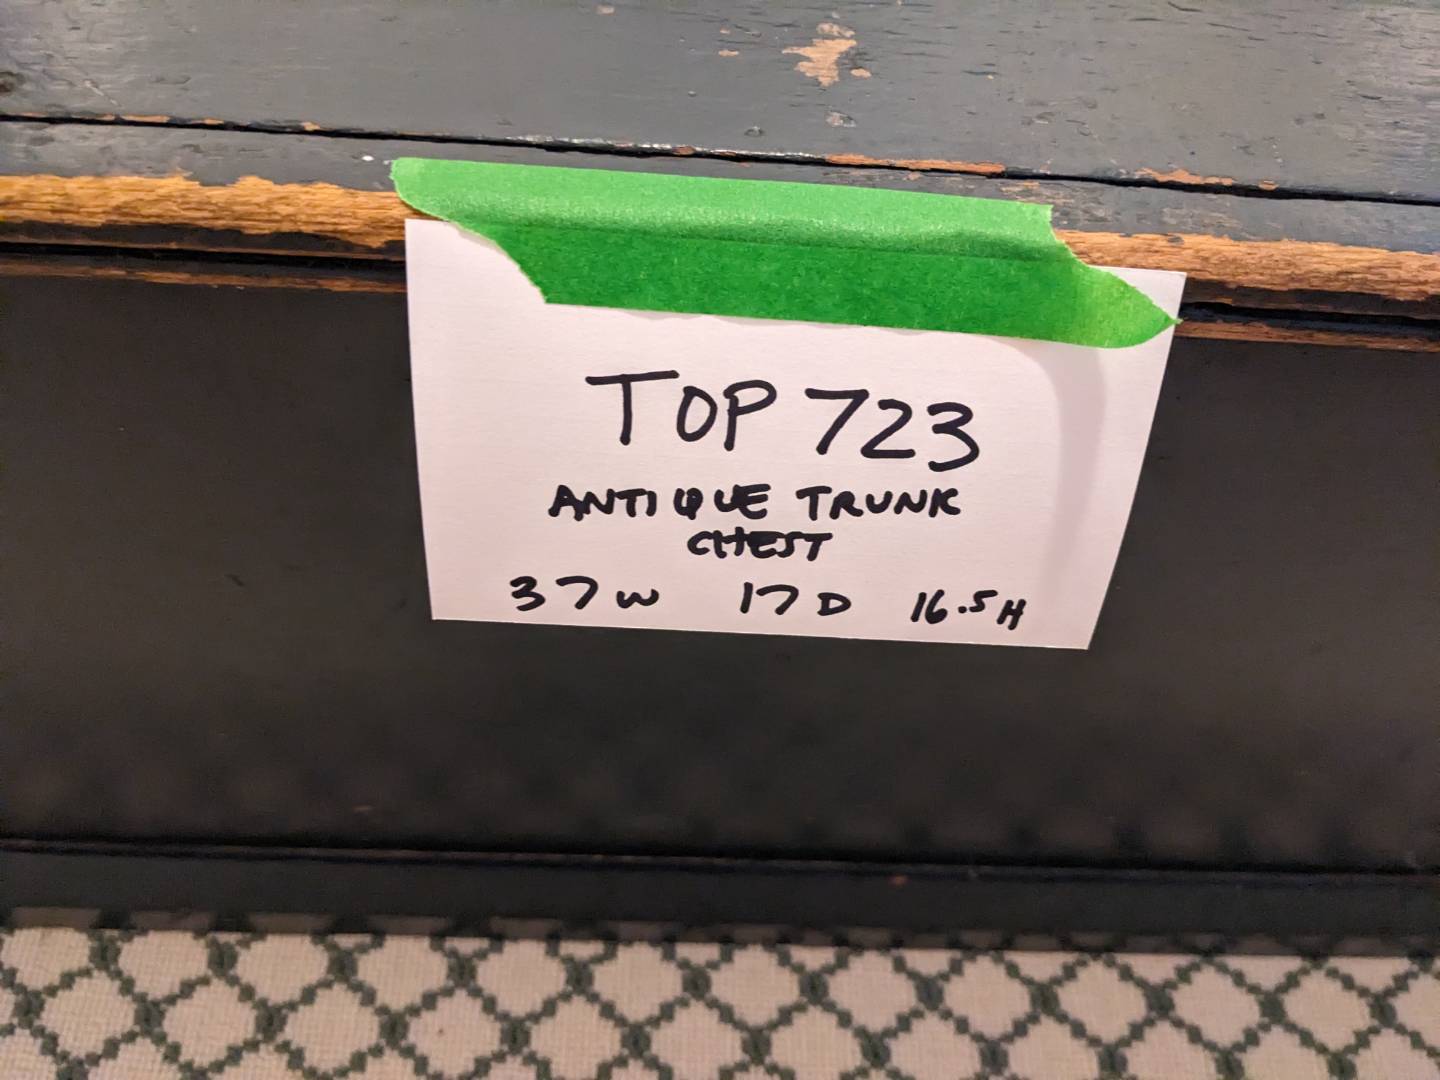 TOP 723
ANTIQUE TRUNK
CHEST
37W 17D 16.5H